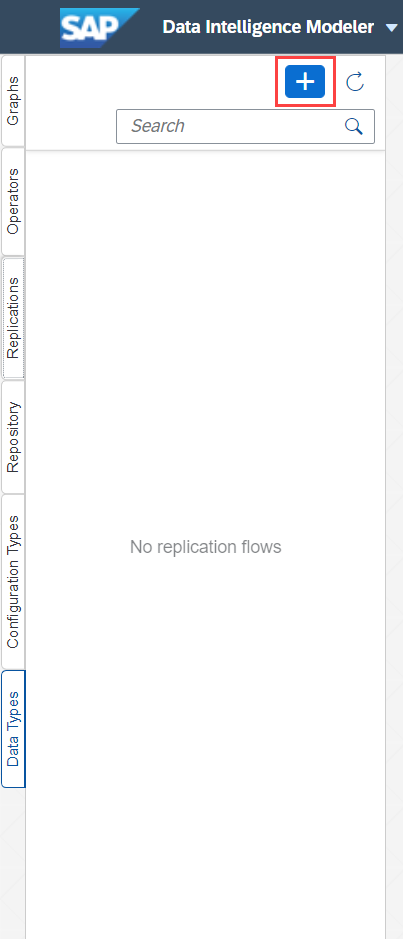 SAP Data Intelligence Modeler
Search
Graphs
Operators
Replications
Repository
Configuration Types
Data Types
No replication flows